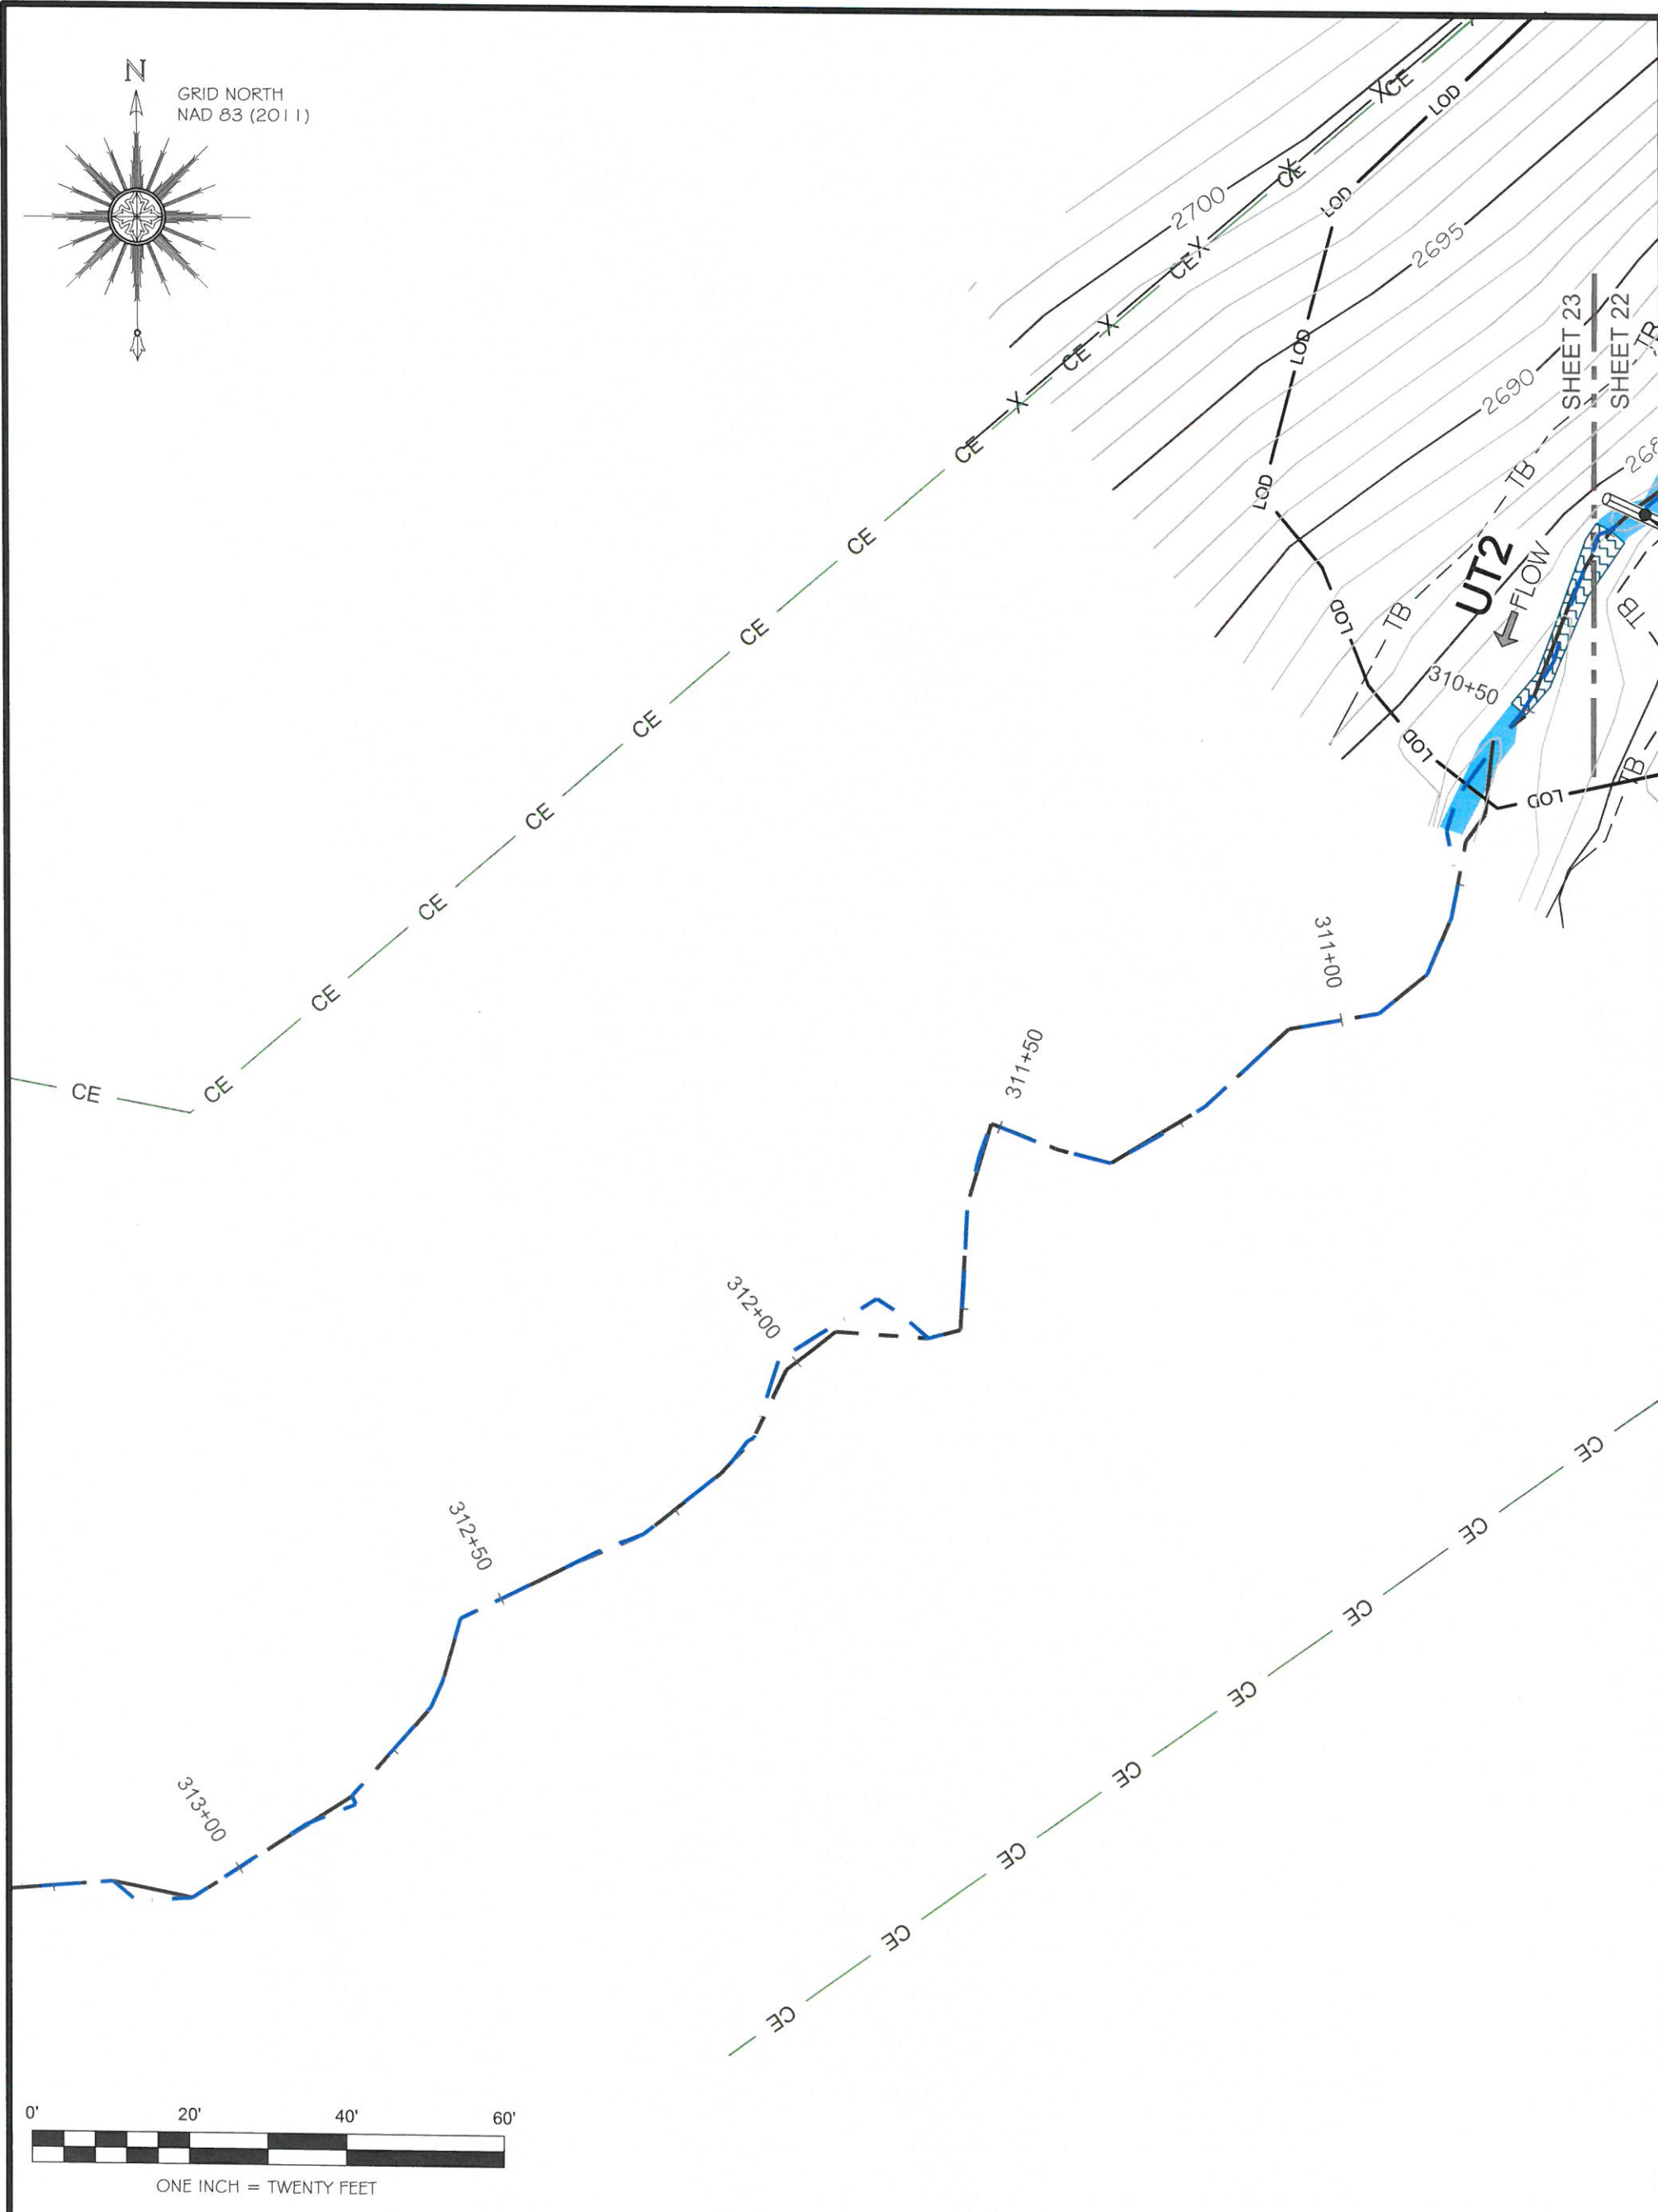 N
GRID NORTH
NAD 83 (2011)
CE
LOD
CE
2700
LOD
2695
CE
X
SHEET 23
SHEET 22
X
LOD
TB
CE
X
2690
CE
LOD
TB
CE
UT2
FLOW
LOD
TB
TB
CE
310+50
CE
LOD
TB
CE
LOD
CE
311+00
CE
CE
CE
311+50
312+00
CE
312+50
CE
CE
CE
CE
313+00
CE
CE
CE
0'
20'
40'
60'
ONE INCH = TWENTY FEET